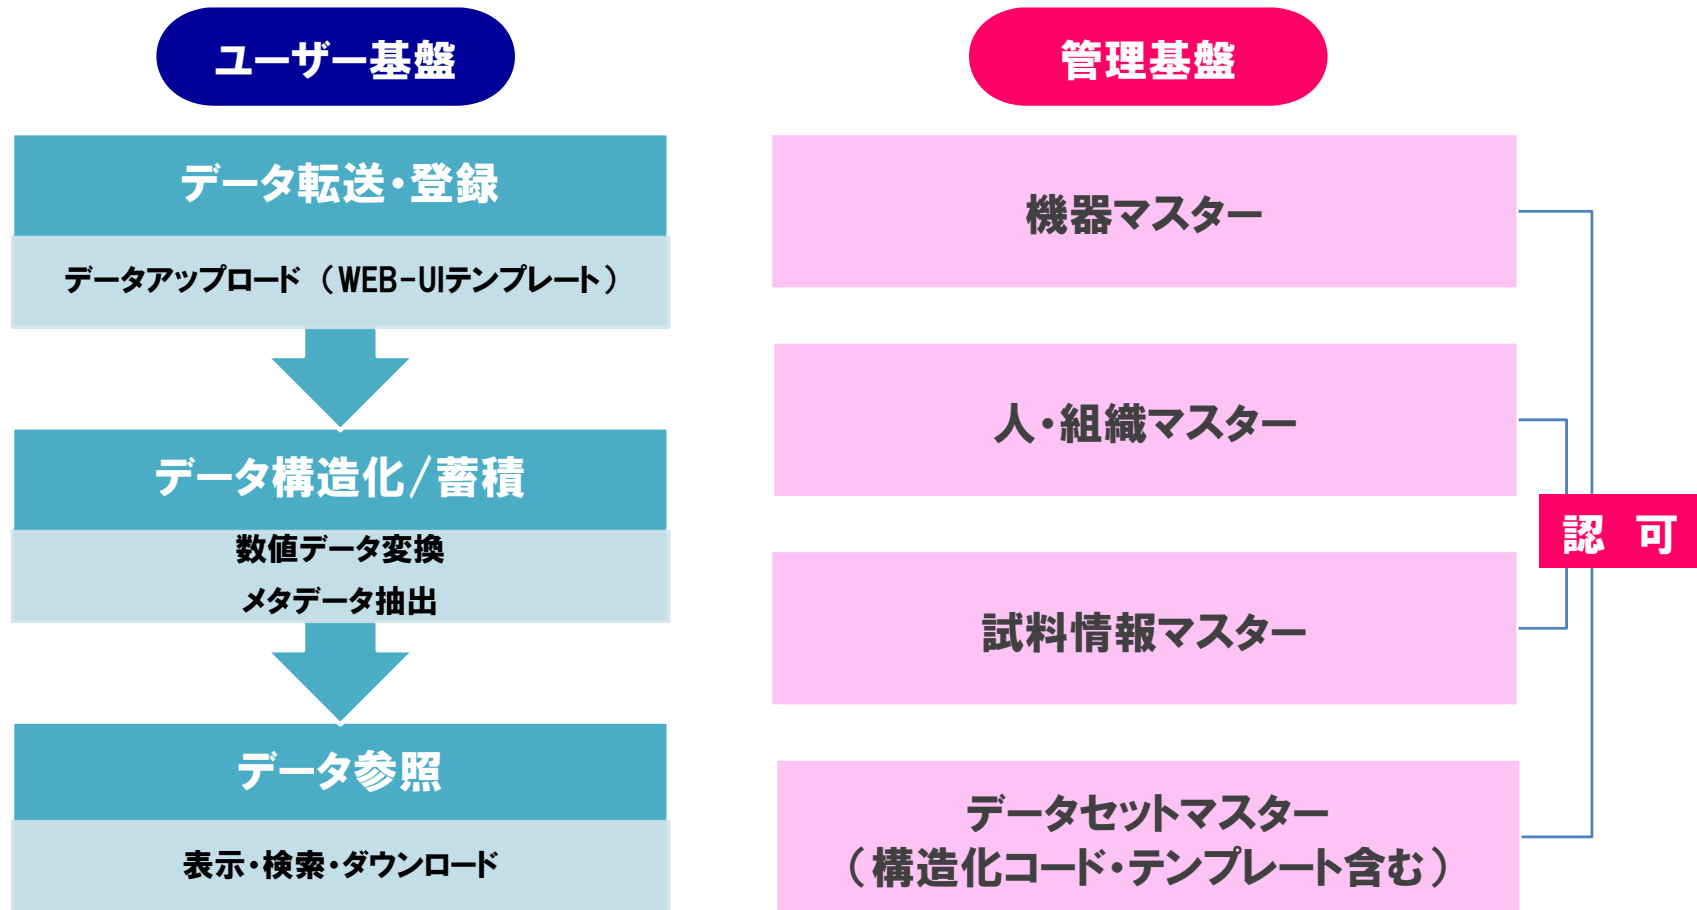 ユーザー基盤
データ転送・登録
データアップロード（WEB-UIテンプレート）
データ構造化/蓄積
数値データ変換
メタデータ抽出
データ参照
表示・検索・ダウンロード
管理基盤
機器マスター
人・組織マスター
試料情報マスター
データセットマスター
（構造化コード・テンプレート含む）
認　可